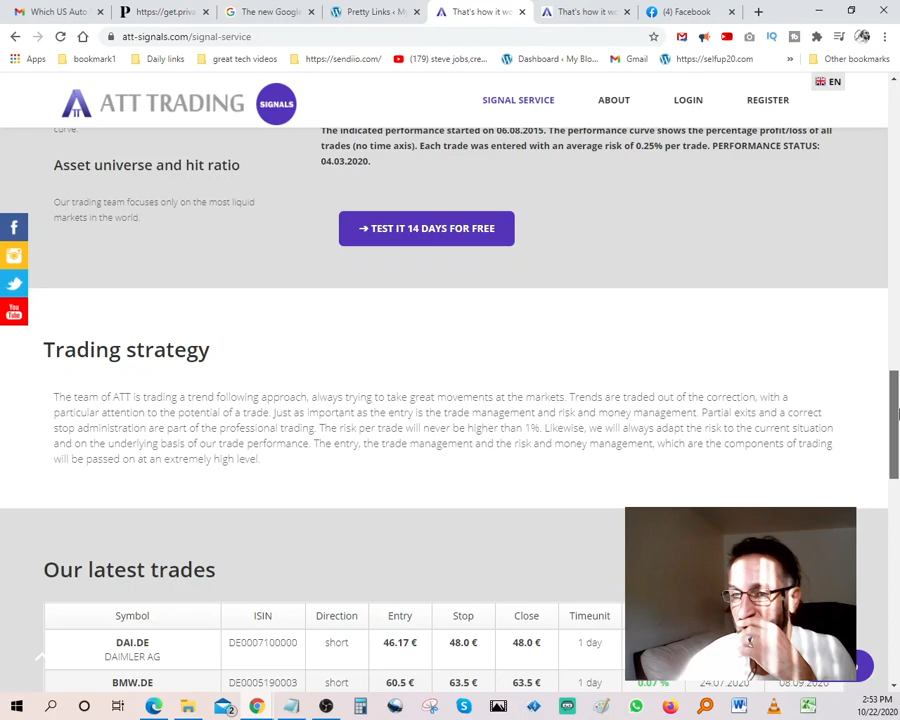 Which US Auto
https://get.priva
The new Google
Pretty Links ‹ My
That's how it wo
That's how it wo
(4) Facebook
att-signals.com/signal-service
Apps
bookmark1
Daily links
great tech videos
https://sendiio.com/
(179) steve jobs,cre...
Dashboard ‹ My Blo...
Gmail
https://selfup20.com
»
Other bookmarks
EN
ATT TRADING SIGNALS
SIGNAL SERVICE
ABOUT
LOGIN
REGISTER
curve.
The indicated performance started on 06.08.2015. The performance curve shows the percentage profit/loss of all
trades (no time axis). Each trade was entered with an average risk of 0.25% per trade. PERFORMANCE STATUS:
04.03.2020.
Asset universe and hit ratio
Our trading team focuses only on the most liquid
markets in the world.
➔ TEST IT 14 DAYS FOR FREE
You
Tube
Trading strategy
The team of ATT is trading a trend following approach, always trying to take great movements at the markets. Trends are traded out of the correction, with a
particular attention to the potential of a trade. Just as important as the entry is the trade management and risk and money management. Partial exits and a correct
stop administration are part of the professional trading. The risk per trade will never be higher than 1%. Likewise, we will always adapt the risk to the current situation
and on the underlying basis of our trade performance. The entry, the trade management and the risk and money management, which are the components of trading
will be passed on at an extremely high level.
Our latest trades
Symbol ISIN Direction Entry Stop Close Timeunit
DAI.DE DE0007100000 short 46.17 € 48.0 € 48.0 € 1 day
DAIMLER AG
BMW.DE DE0005190003 short 60.5 € 63.5 € 63.5 € 1 day 0.07 % 24.07.2020 08.09.2020
2:53 PM
10/22/2020